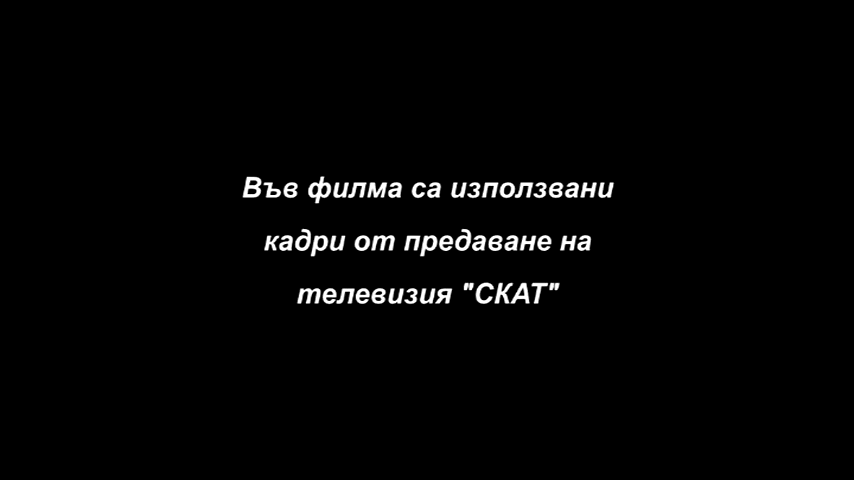 Във филма са използвани
кадри от предаване на
телевизия "СКАТ"